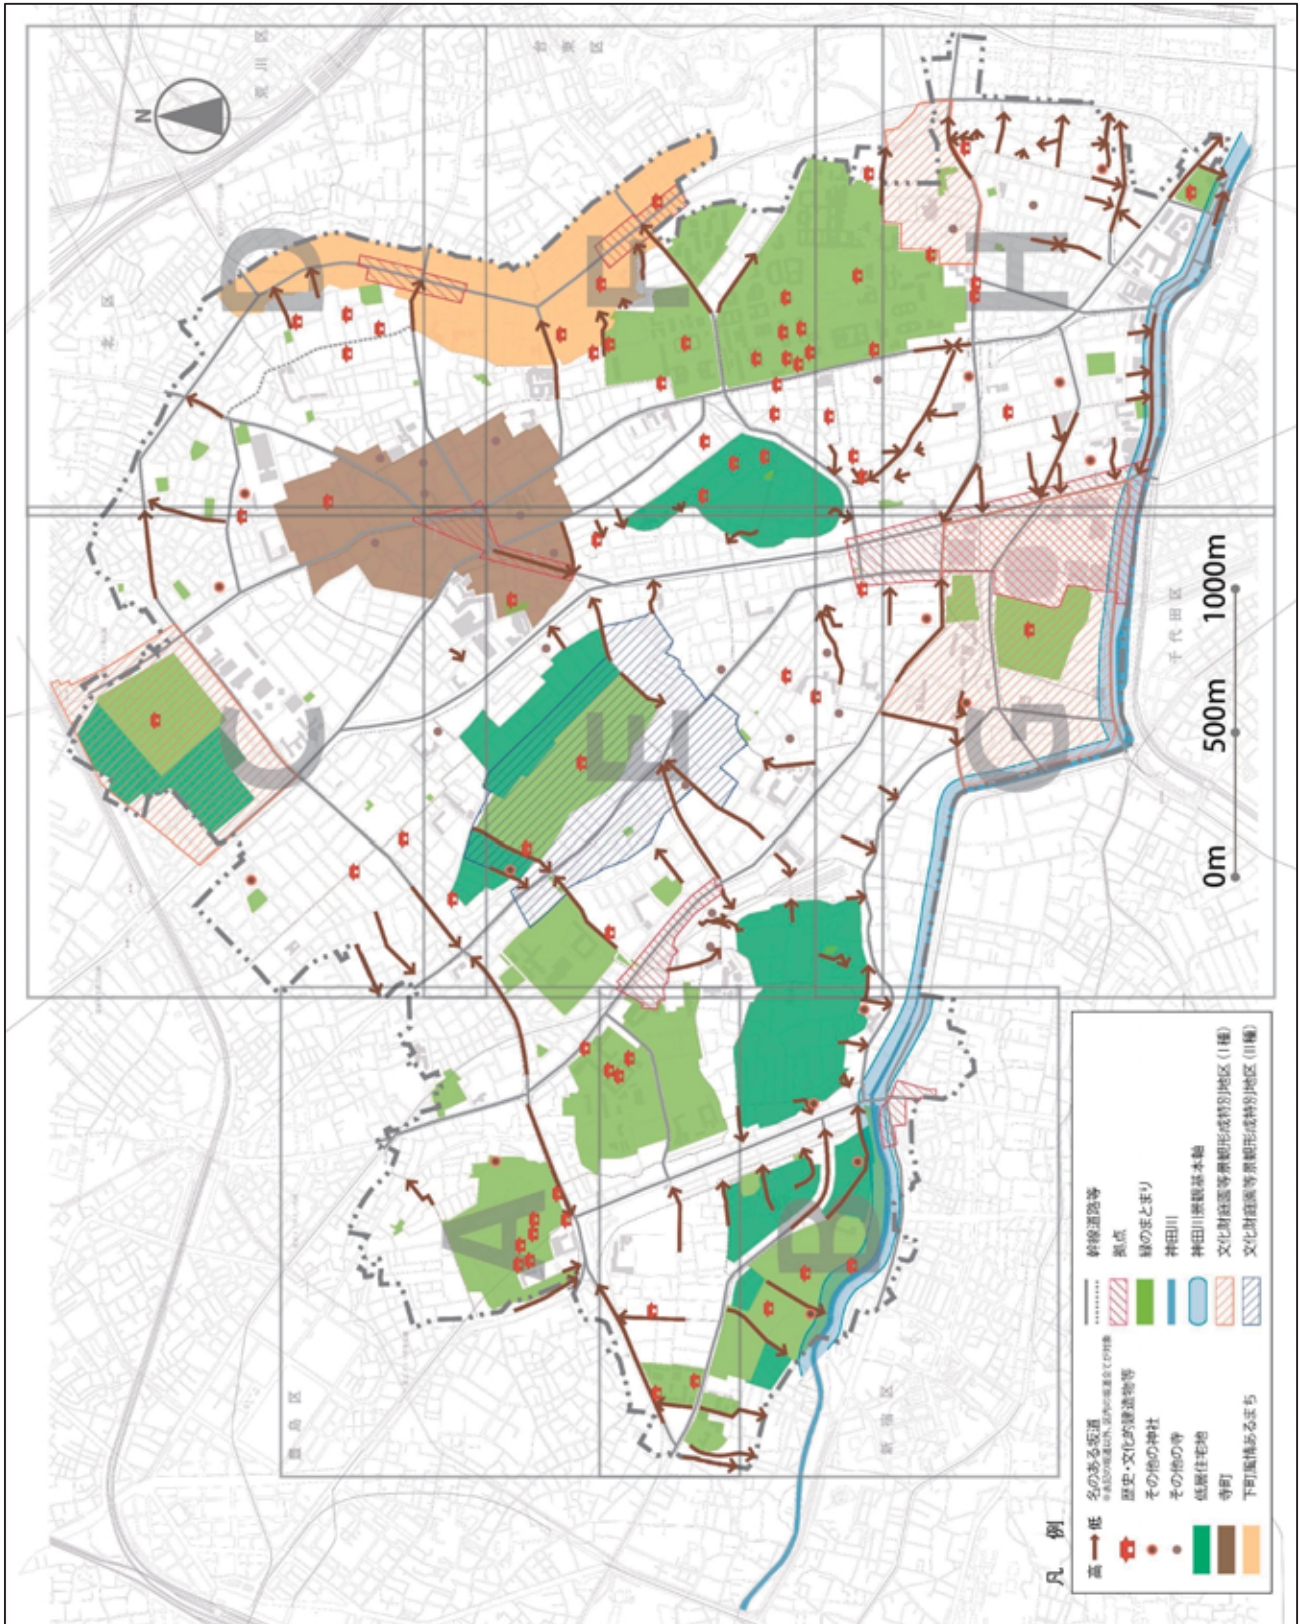 N
荒川区
台東区
北区
D
F
H
C
E
G
千代田区
0m 500m 1000m
A
B
豊島区
新宿区
凡例
高 低 名のある坂道
歴史・文化的建造物等
その他の神社
その他の寺
低層住宅地
寺町
下町風情あるまち
幹線道路等
拠点
緑のまとまり
神田川
神田川景観基本軸
文化財庭園等景観形成特別地区(I種)
文化財庭園等景観形成特別地区(II種)